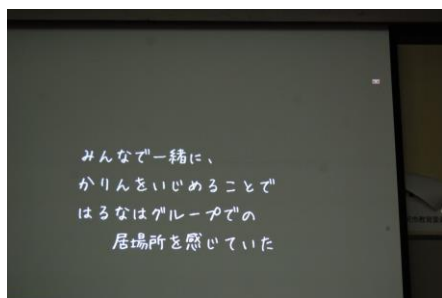 みんなで一緒に、
かりんをいじめることで
はるなはグループでの
居場所を感じていた